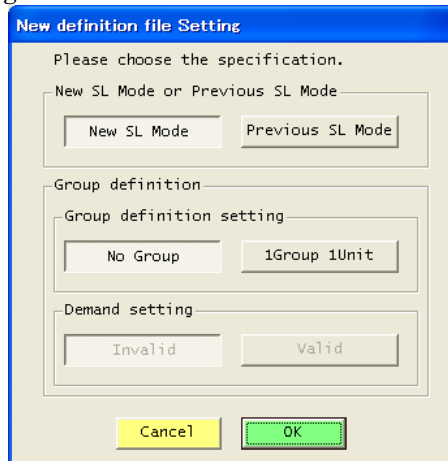 New definition file Setting
Please choose the specification.
New SL Mode or Previous SL Mode
New SL Mode Previous SL Mode
Group definition
Group definition setting
No Group 1Group 1Unit
Demand setting
Invalid Valid
Cancel OK